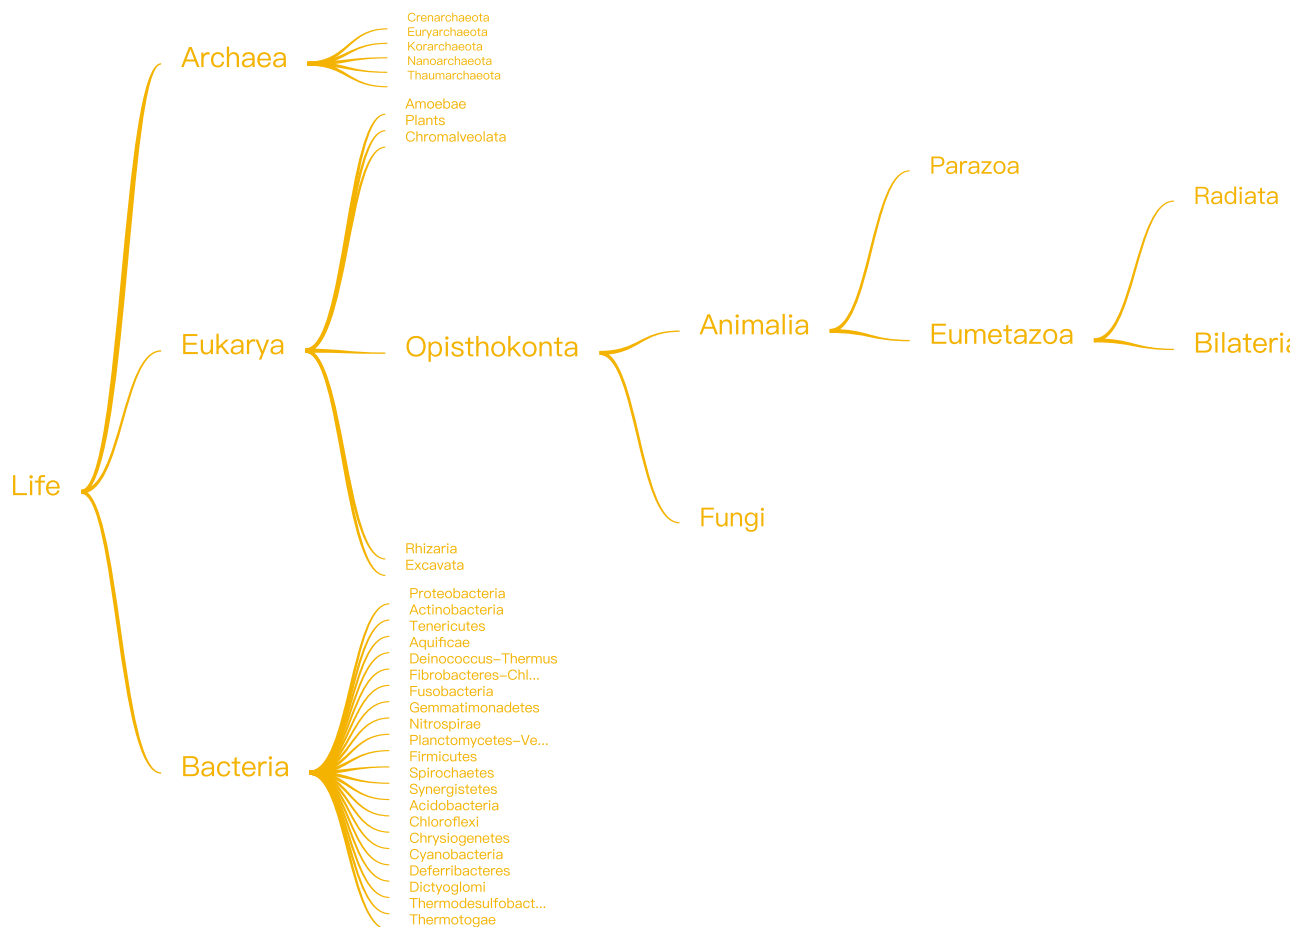 Life
Archaea
Crenarchaeota
Euryarchaeota
Korarchaeota
Nanoarchaeota
Thaumarchaeota
Eukarya
Amoebae
Plants
Chromalveolata
Opisthokonta
Animalia
Parazoa
Eumetazoa
Radiata
Bilateria
Fungi
Rhizaria
Excavata
Bacteria
Proteobacteria
Actinobacteria
Tenericutes
Aquificae
Deinococcus–Thermus
Fibrobacteres–Chl...
Fusobacteria
Gemmatimonadetes
Nitrospirae
Planctomycetes–Ve...
Firmicutes
Spirochaetes
Synergistetes
Acidobacteria
Chloroflexi
Chrysiogenetes
Cyanobacteria
Deferribacteres
Dictyoglomi
Thermodesulfobact...
Thermotogae